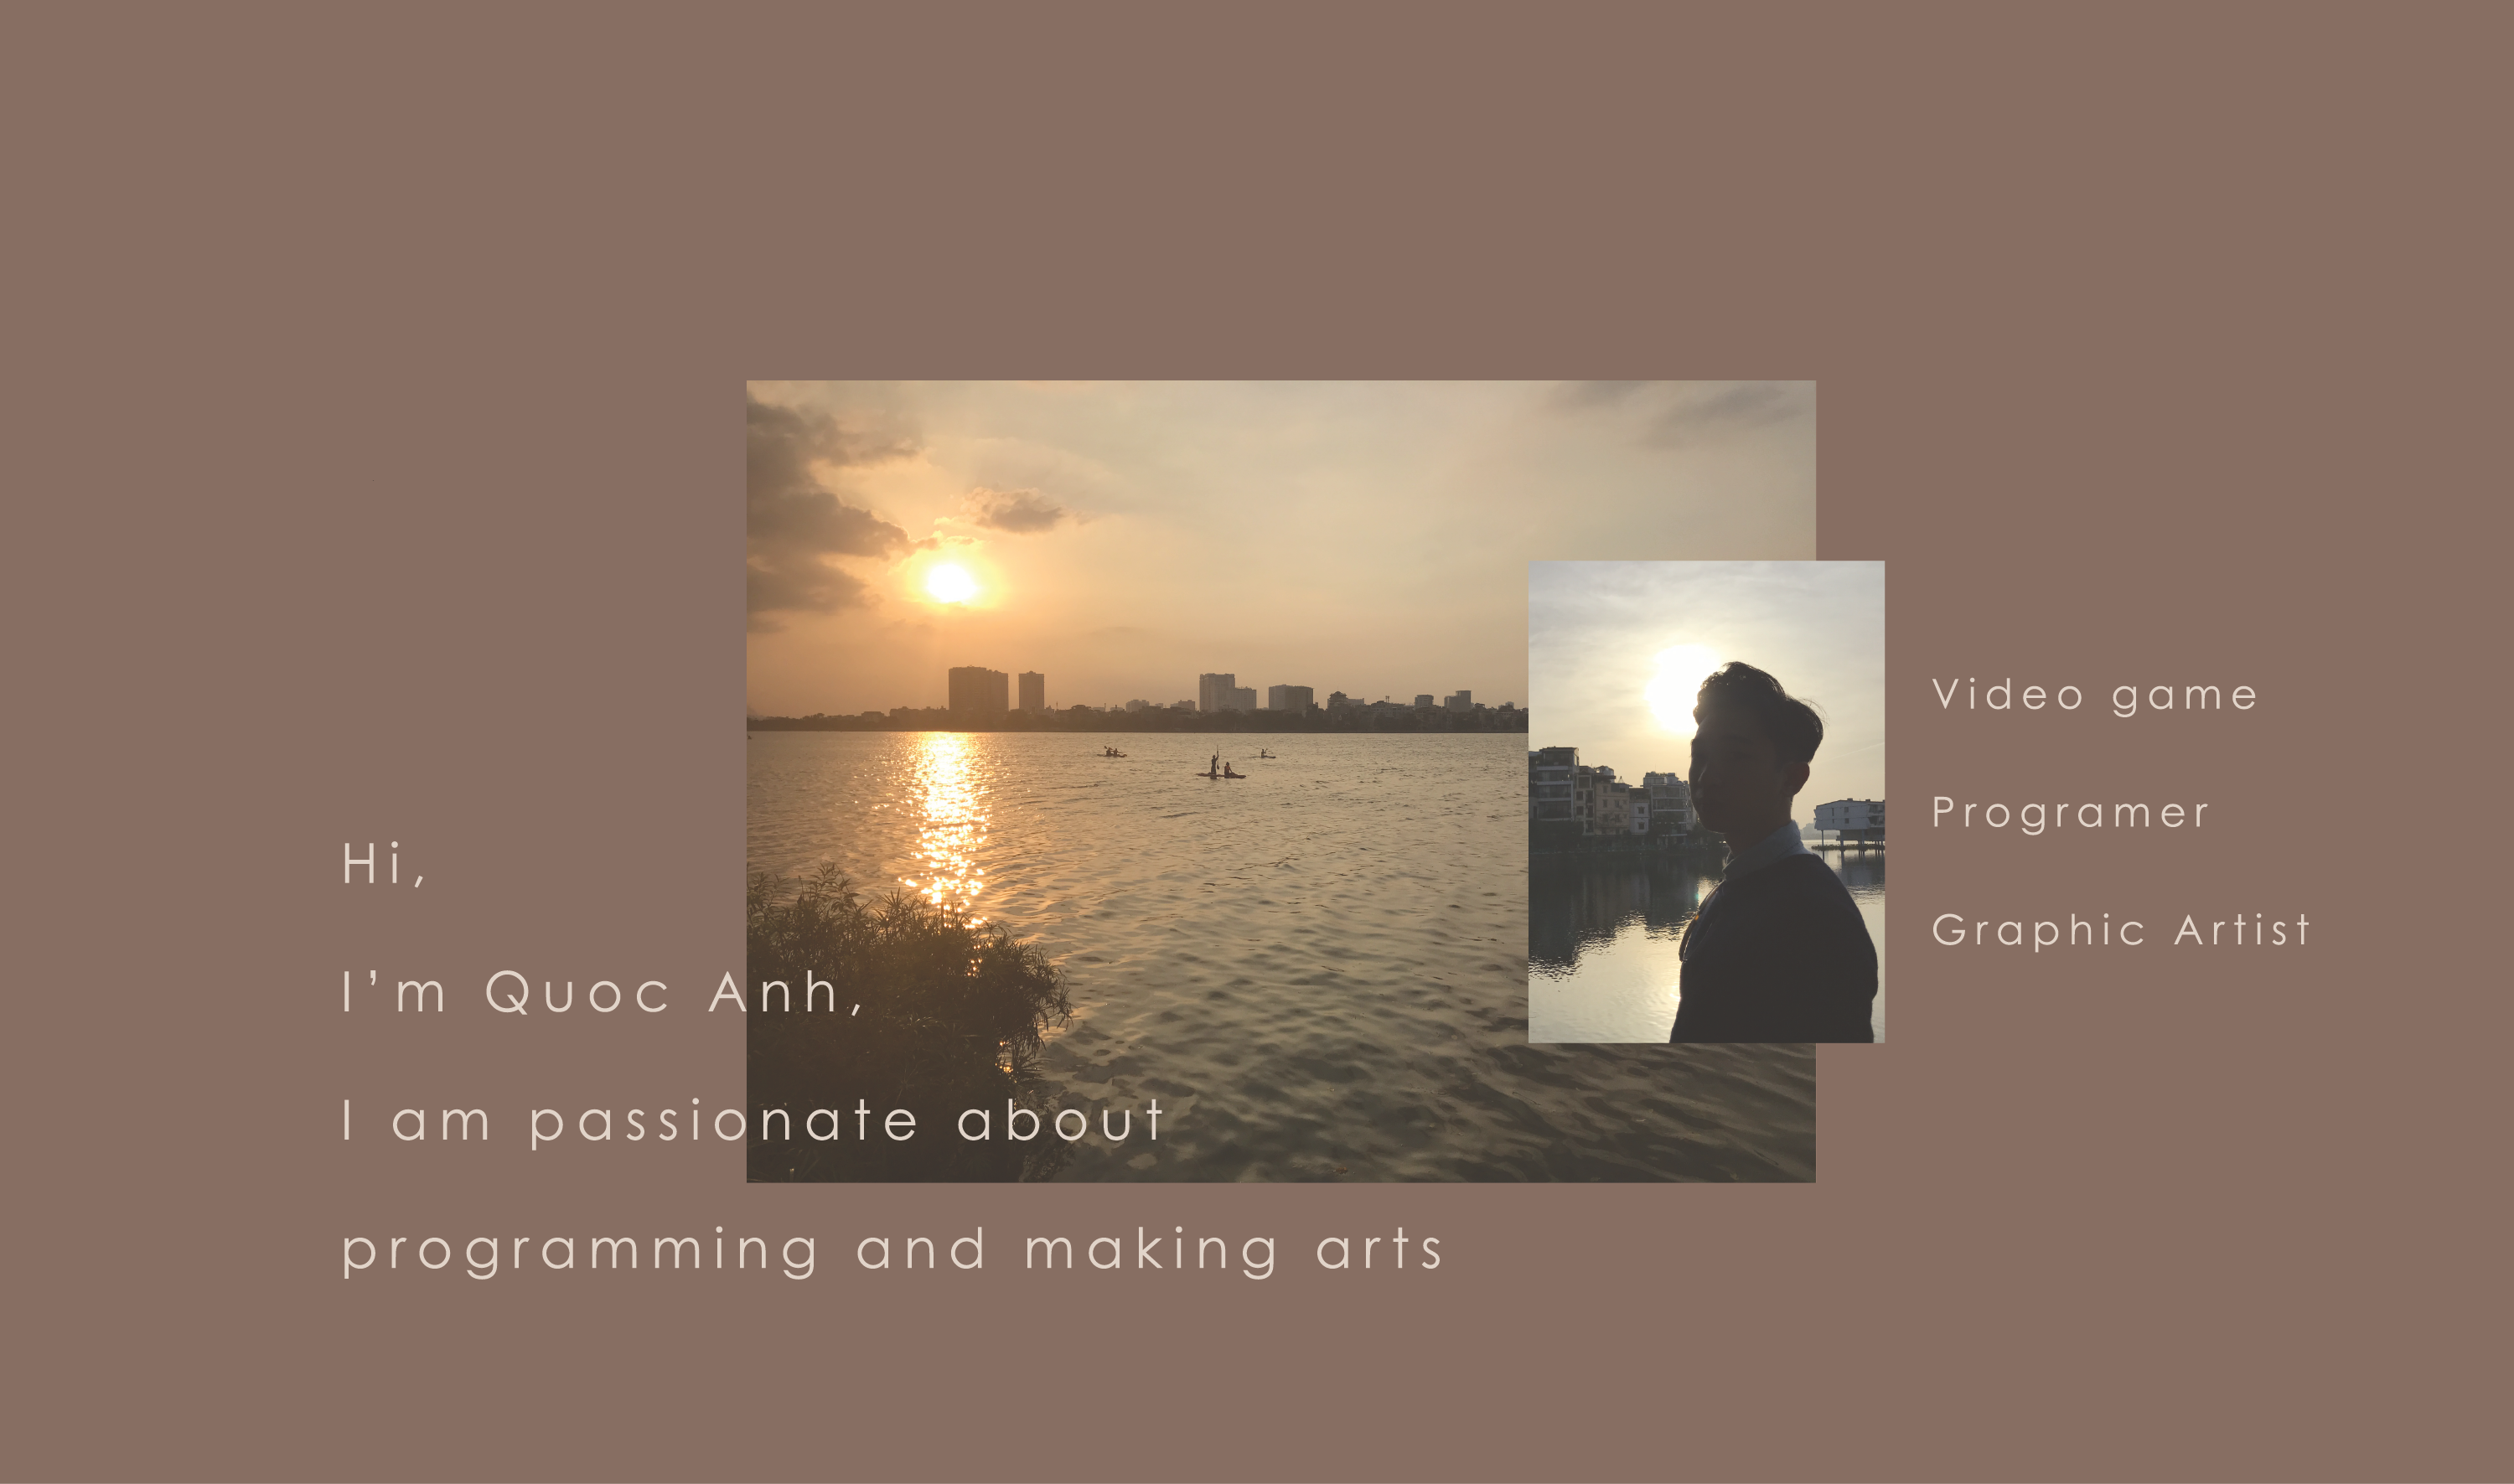 Hi,
I’m Quoc Anh,
I am passionate about
programming and making arts
Video game
Programer
Graphic Artist